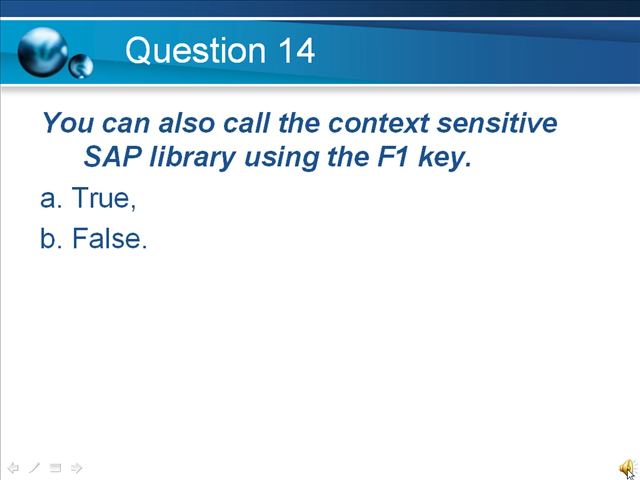 Question 14
You can also call the context sensitive
SAP library using the F1 key.
a. True,
b. False.